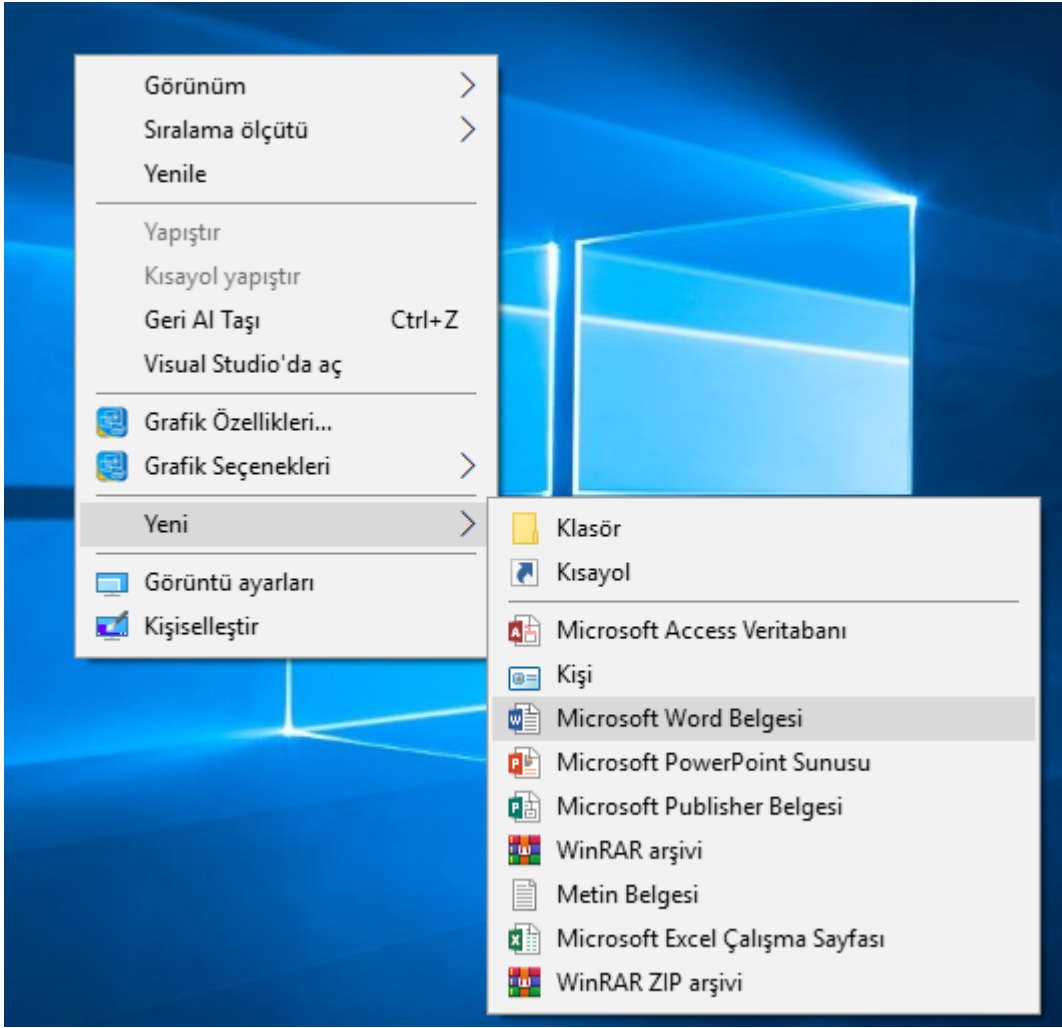 Görünüm
Sıralama ölçütü
Yenile
Yapıştır
Kısayol yapıştır
Geri Al Taşı Ctrl+Z
Visual Studio'da aç
Grafik Özellikleri...
Grafik Seçenekleri
Yeni
Görüntü ayarları
Kişiselleştir
Klasör
Kısayol
Microsoft Access Veritabanı
Kişi
Microsoft Word Belgesi
Microsoft PowerPoint Sunusu
Microsoft Publisher Belgesi
WinRAR arşivi
Metin Belgesi
Microsoft Excel Çalışma Sayfası
WinRAR ZIP arşivi